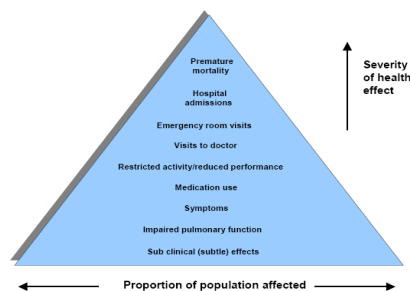 Premature
mortality
Hospital
admissions
Emergency room visits
Visits to doctor
Restricted activity/reduced performance
Medication use
Symptoms
Impaired pulmonary function
Sub clinical (subtle) effects
Severity
of health
effect
Proportion of population affected